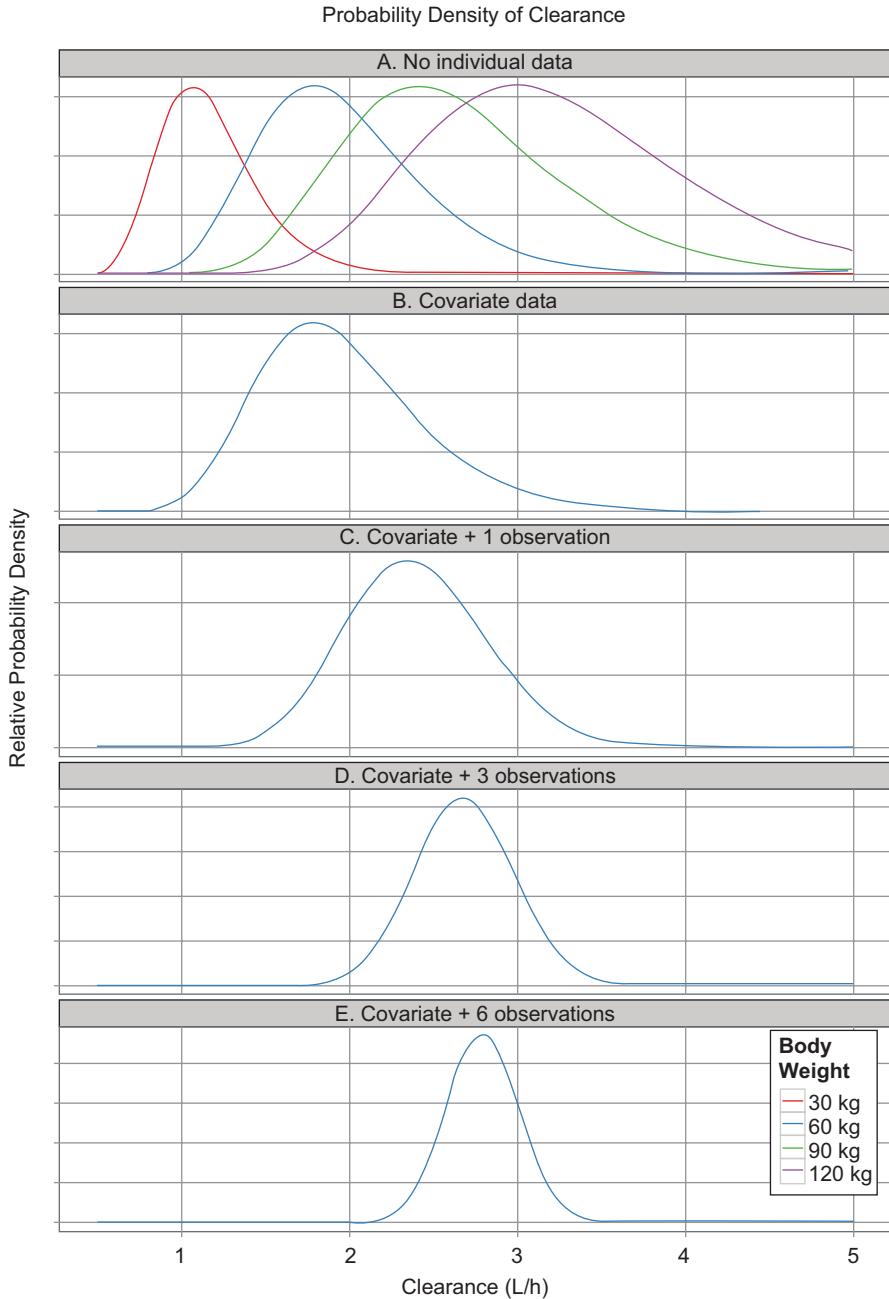 Probability Density of Clearance
A. No individual data
B. Covariate data
C. Covariate + 1 observation
D. Covariate + 3 observations
E. Covariate + 6 observations
Relative Probability Density
Body
Weight
30 kg
60 kg
90 kg
120 kg
1 2 3 4 5
Clearance (L/h)